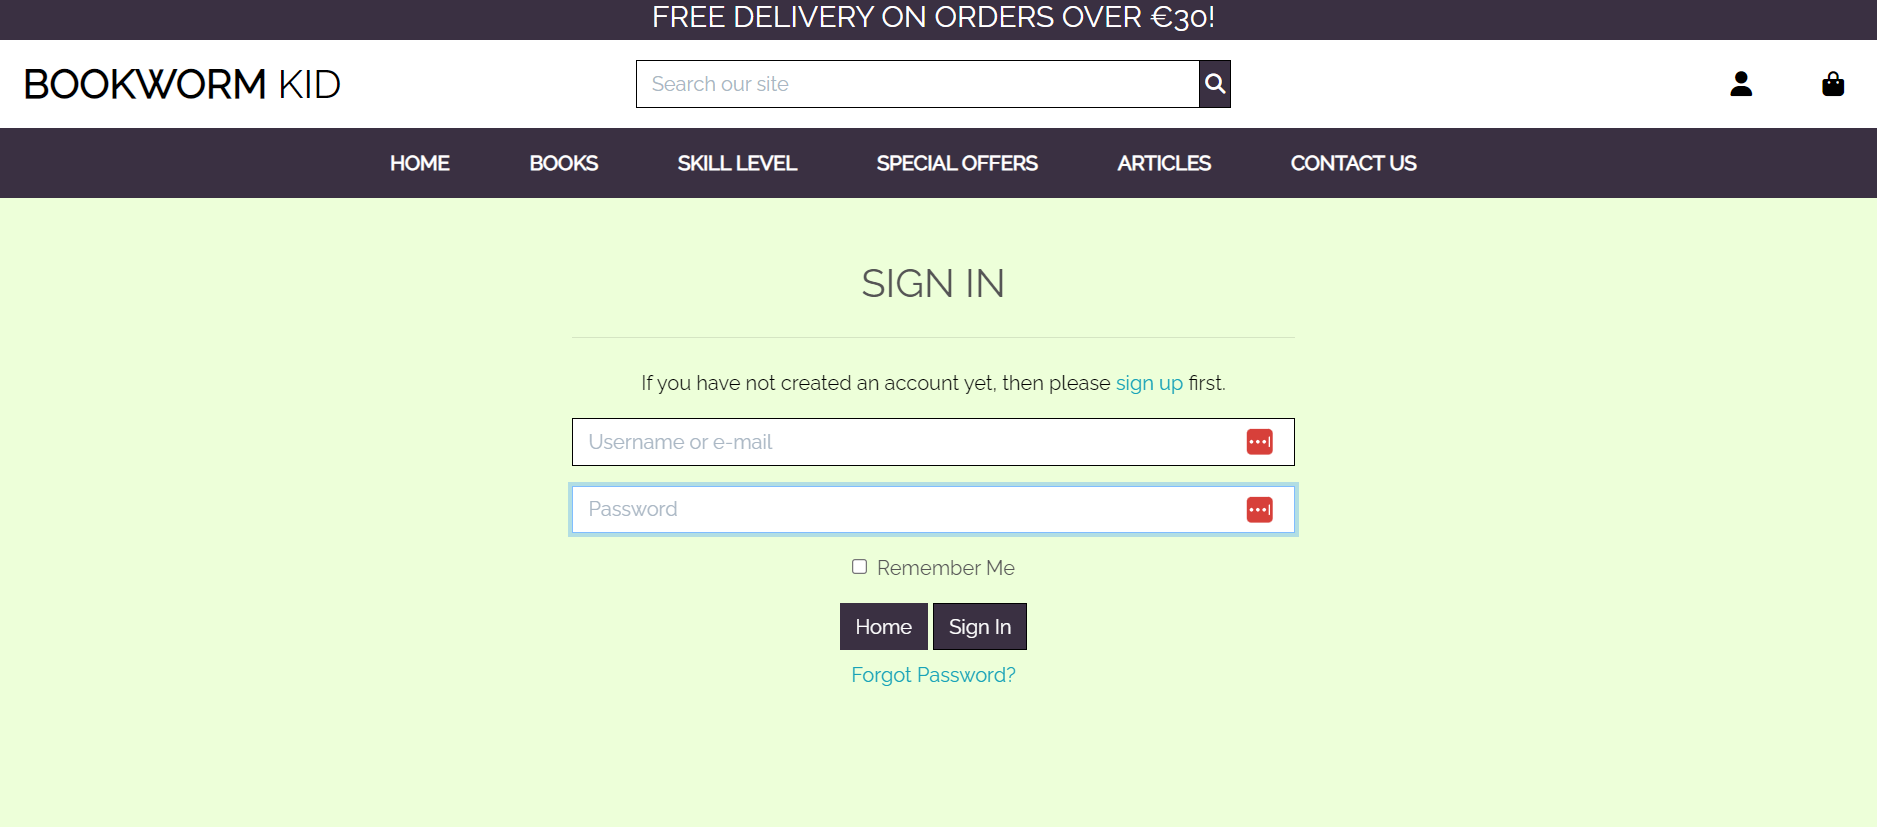 FREE DELIVERY ON ORDERS OVER €30!
BOOKWORM KID
Search our site
HOME BOOKS SKILL LEVEL SPECIAL OFFERS ARTICLES CONTACT US
SIGN IN
If you have not created an account yet, then please sign up first.
Username or e-mail
Password
Remember Me
Home Sign In
Forgot Password?